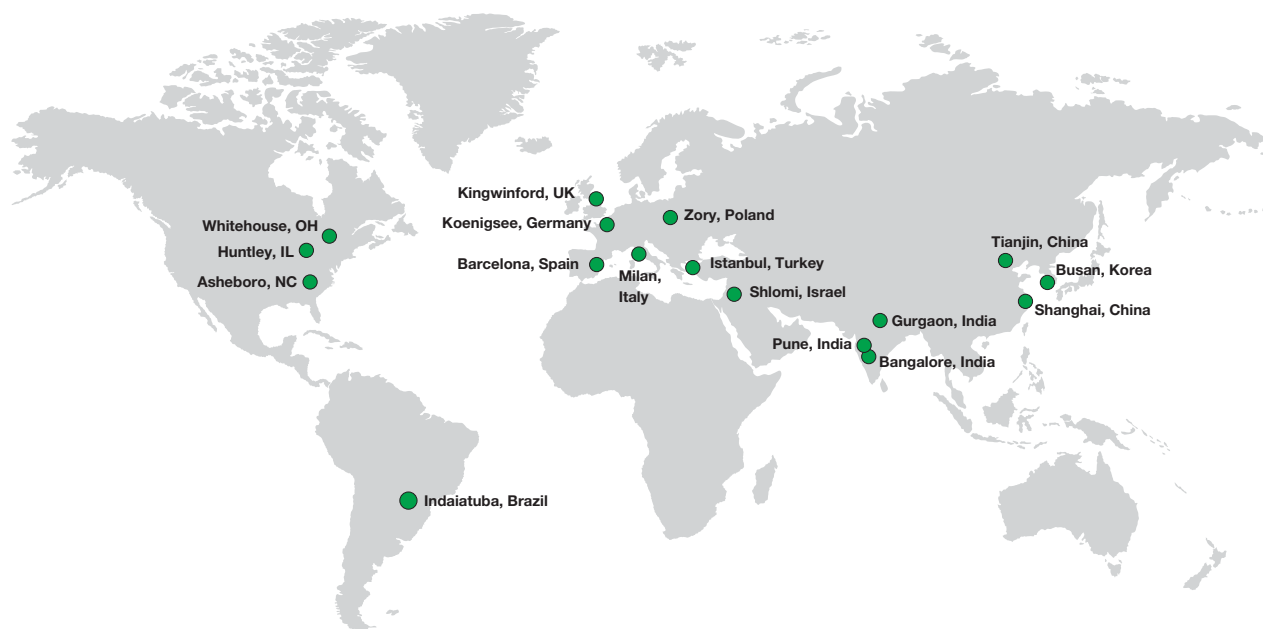 Kingwinford, UK
Koenigsee, Germany
Zory, Poland
Whitehouse, OH
Huntley, IL
Asheboro, NC
Barcelona, Spain
Milan,
Italy
Istanbul, Turkey
Shlomi, Israel
Tianjin, China
Busan, Korea
Shanghai, China
Gurgaon, India
Pune, India
Bangalore, India
Indaiatuba, Brazil